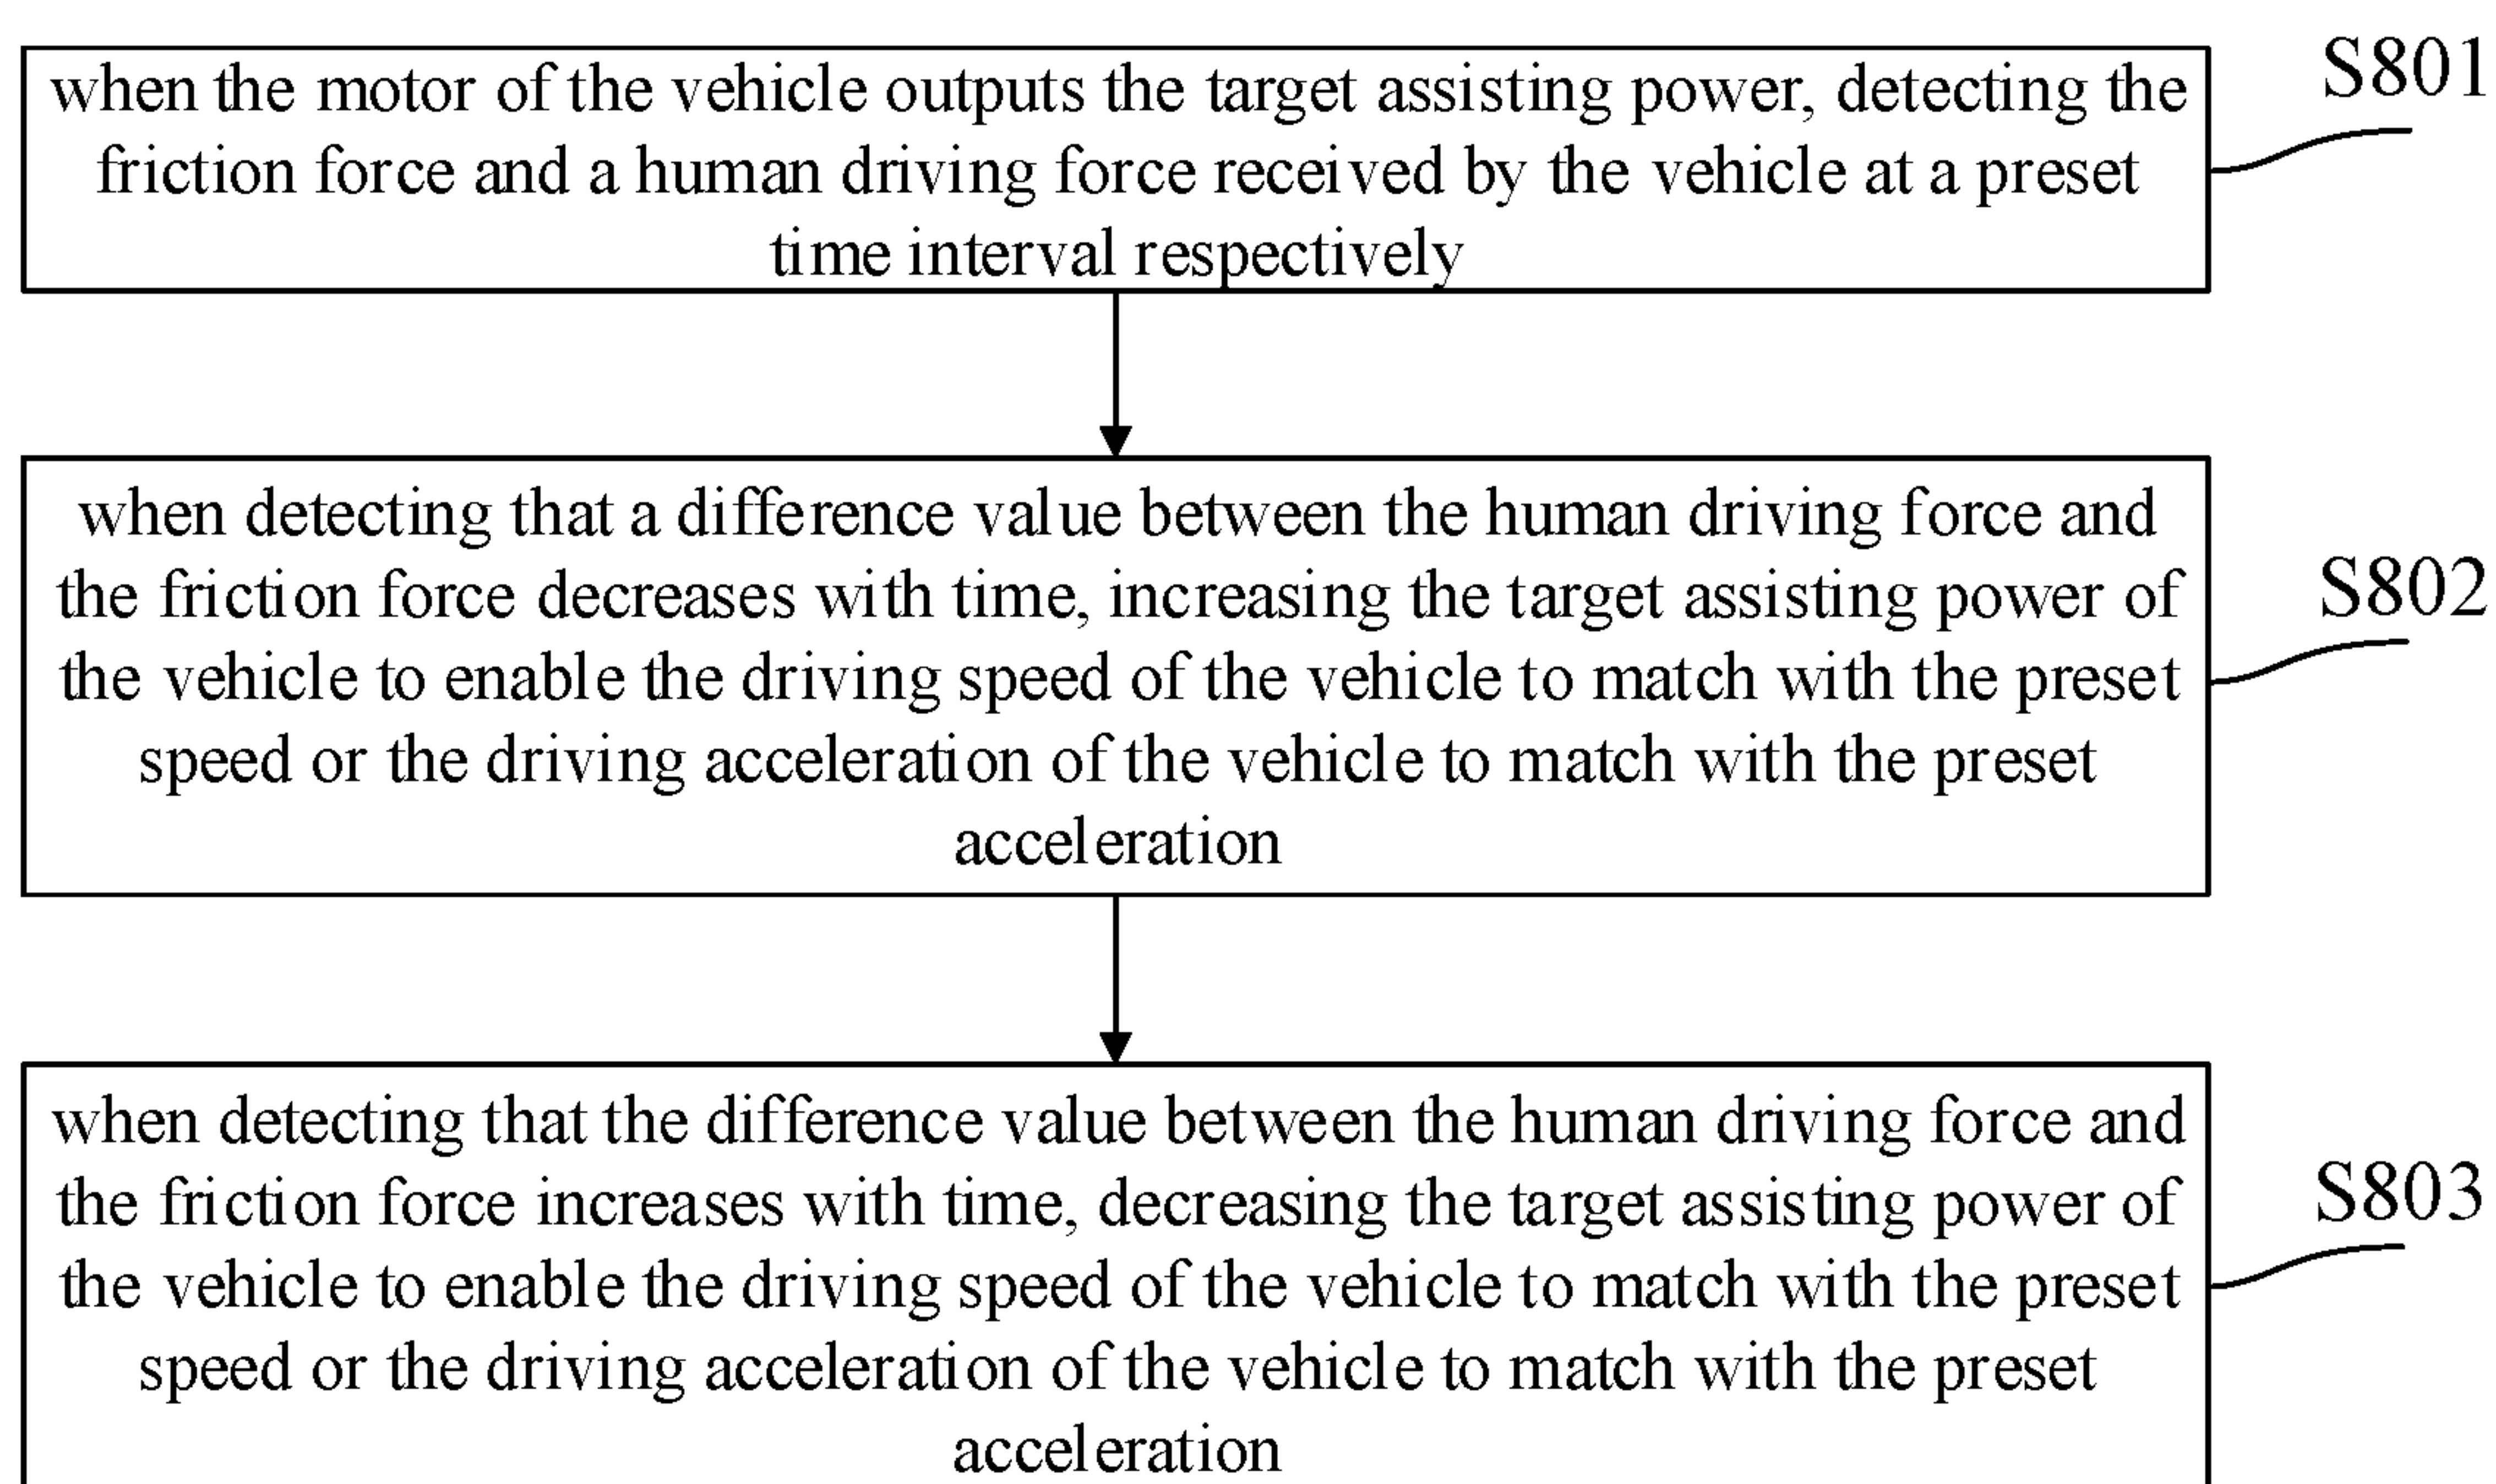 when the motor of the vehicle outputs the target assisting power, detecting the
friction force and a human driving force received by the vehicle at a preset
time interval respectively
S801
when detecting that a difference value between the human driving force and
the friction force decreases with time, increasing the target assisting power of
the vehicle to enable the driving speed of the vehicle to match with the preset
speed or the driving acceleration of the vehicle to match with the preset
acceleration
S802
when detecting that the difference value between the human driving force and
the friction force increases with time, decreasing the target assisting power of
the vehicle to enable the driving speed of the vehicle to match with the preset
speed or the driving acceleration of the vehicle to match with the preset
acceleration
S803